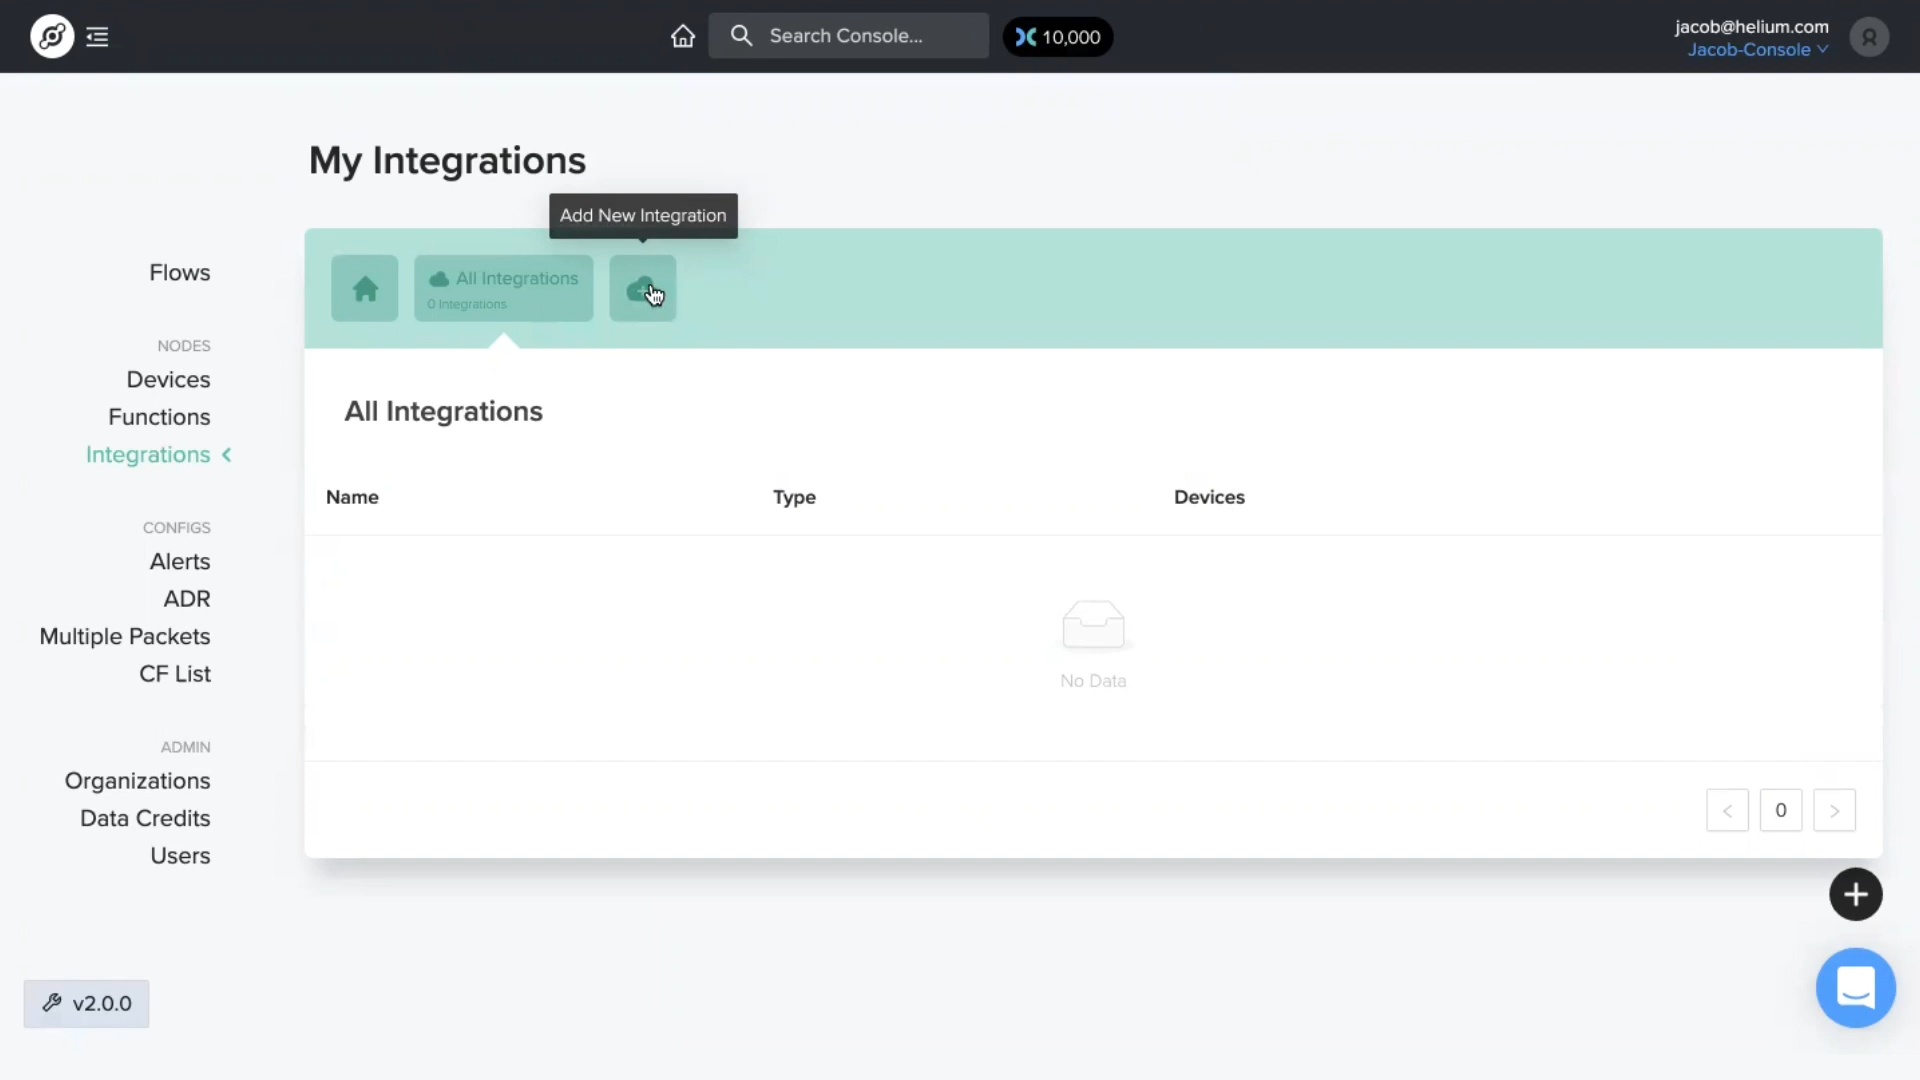 Search Console...
10,000
jacob@helium.com
Jacob-Console
My Integrations
Add New Integration
All Integrations
0 Integrations
Flows
NODES
Devices
Functions
Integrations
CONFIGS
Alerts
ADR
Multiple Packets
CF List
ADMIN
Organizations
Data Credits
Users
All Integrations
Name Type Devices
No Data
< 0 >
v2.0.0